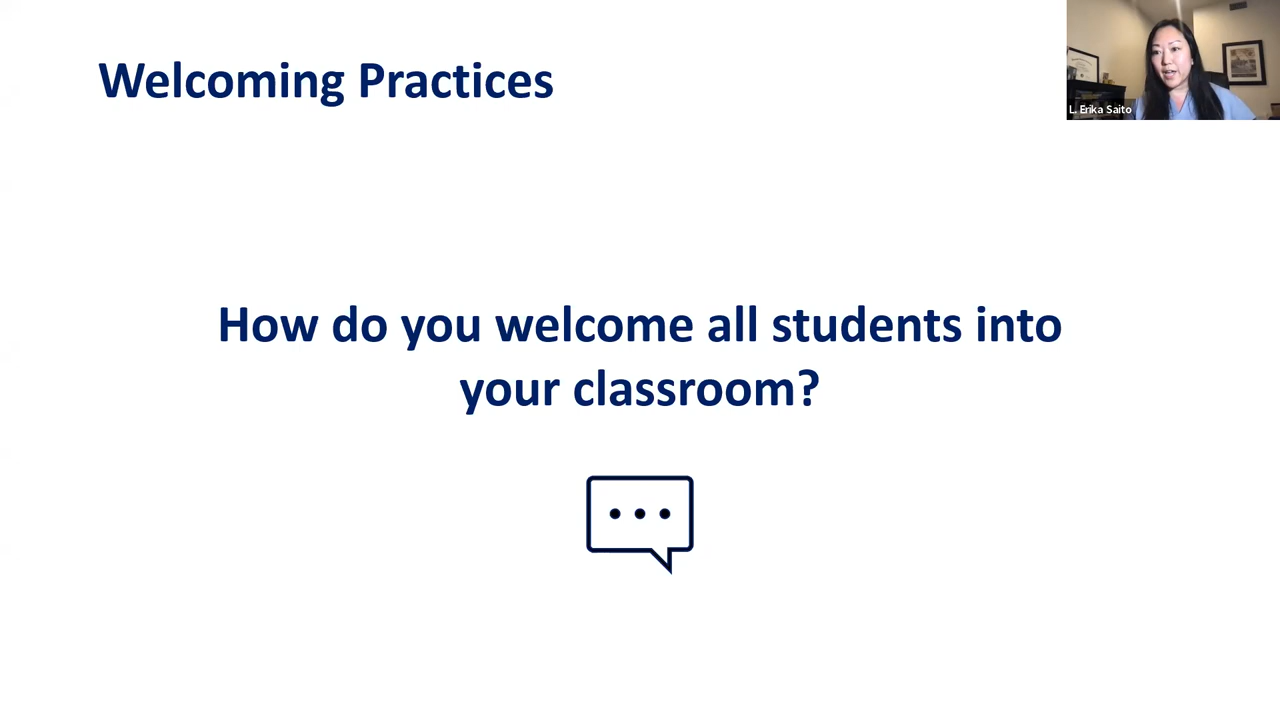 Welcoming Practices
L. Erika Saito
How do you welcome all students into
your classroom?